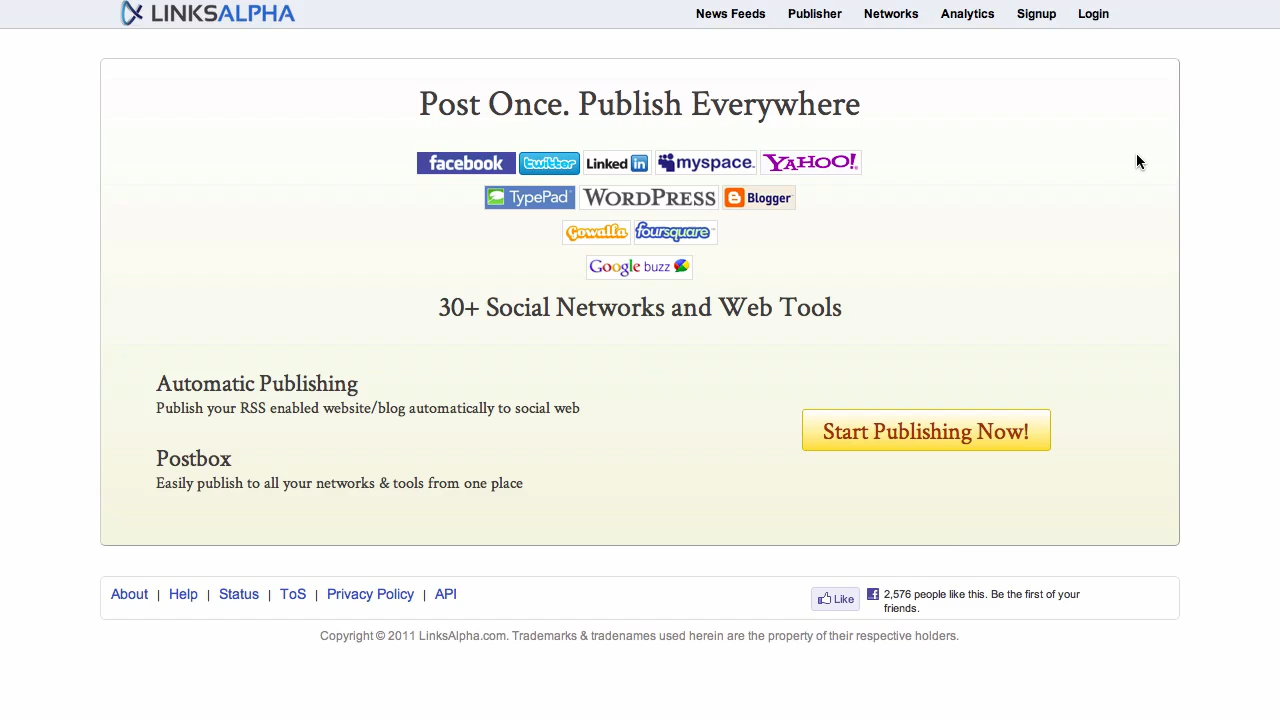 LINKSALPHA News Feeds Publisher Networks Analytics Signup Login
Post Once. Publish Everywhere
facebook twitter Linked in myspace. YAHOO!
TypePad WORDPRESS Blogger
Gowalla foursquare
Google buzz
30+ Social Networks and Web Tools
Automatic Publishing
Publish your RSS enabled website/blog automatically to social web
Start Publishing Now!
Postbox
Easily publish to all your networks & tools from one place
About | Help | Status | ToS | Privacy Policy | API
Like
2,576 people like this. Be the first of your
friends.
Copyright © 2011 LinksAlpha.com. Trademarks & tradenames used herein are the property of their respective holders.